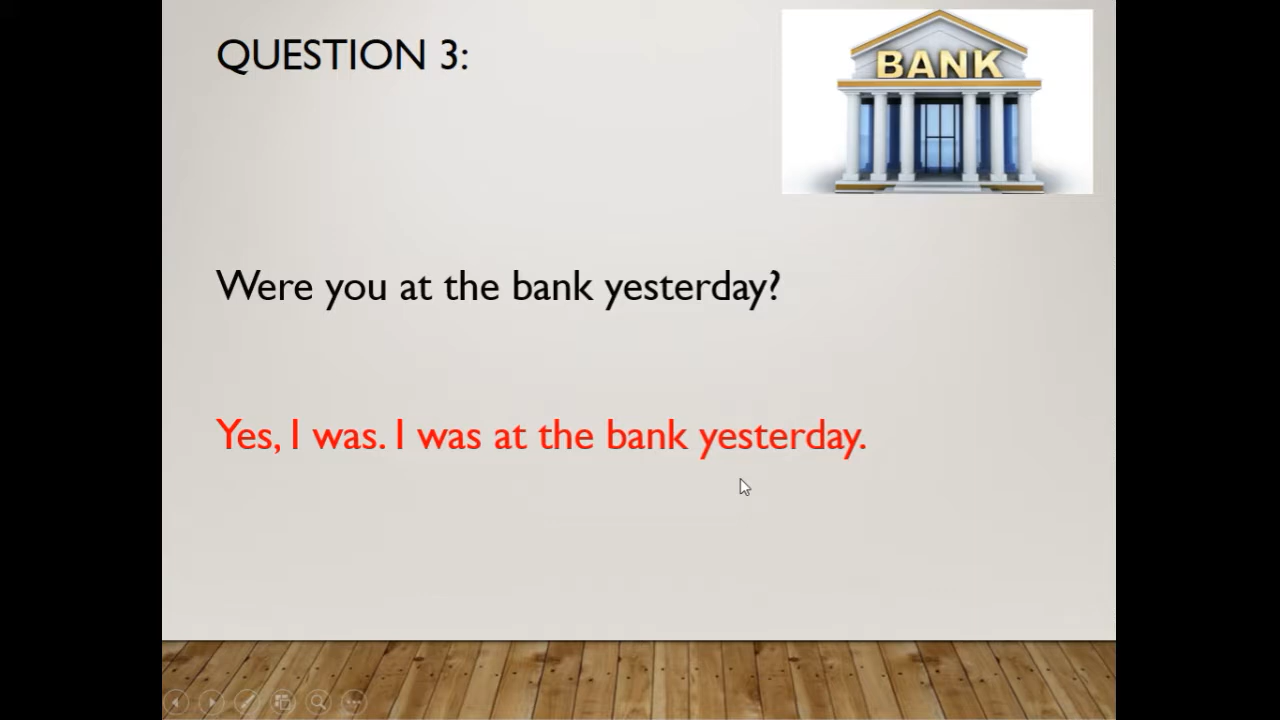 QUESTION 3:
BANK
Were you at the bank yesterday?
Yes, I was. I was at the bank yesterday.